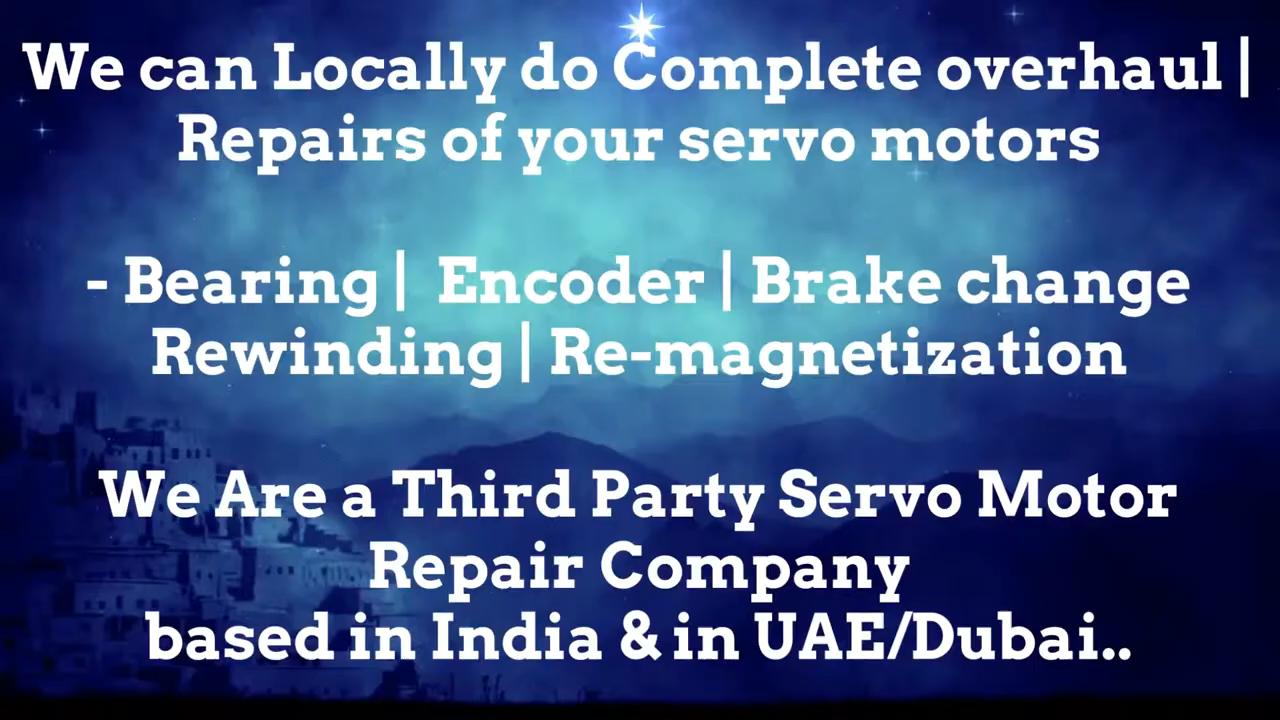 We can Locally do Complete overhaul |
Repairs of your servo motors
- Bearing | Encoder | Brake change
Rewinding | Re-magnetization
We Are a Third Party Servo Motor
Repair Company
based in India & in UAE/Dubai..